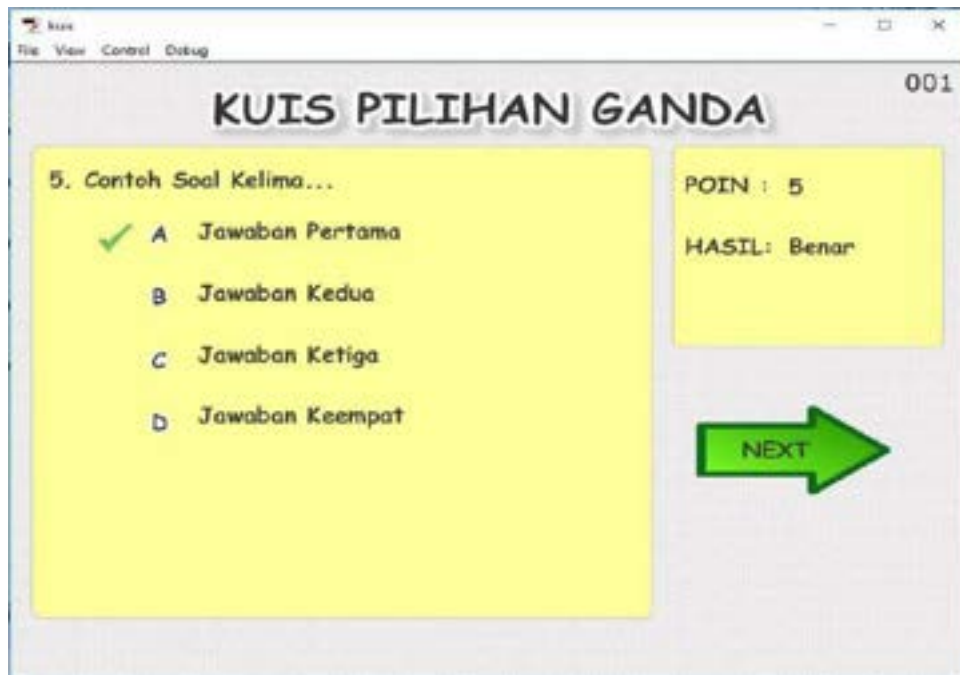 kuis
File View Control Debug
001
KUIS PILIHAN GANDA
5. Contoh Soal Kelima...
A Jawaban Pertama
B Jawaban Kedua
C Jawaban Ketiga
D Jawaban Keempat
POIN : 5
HASIL: Benar
NEXT